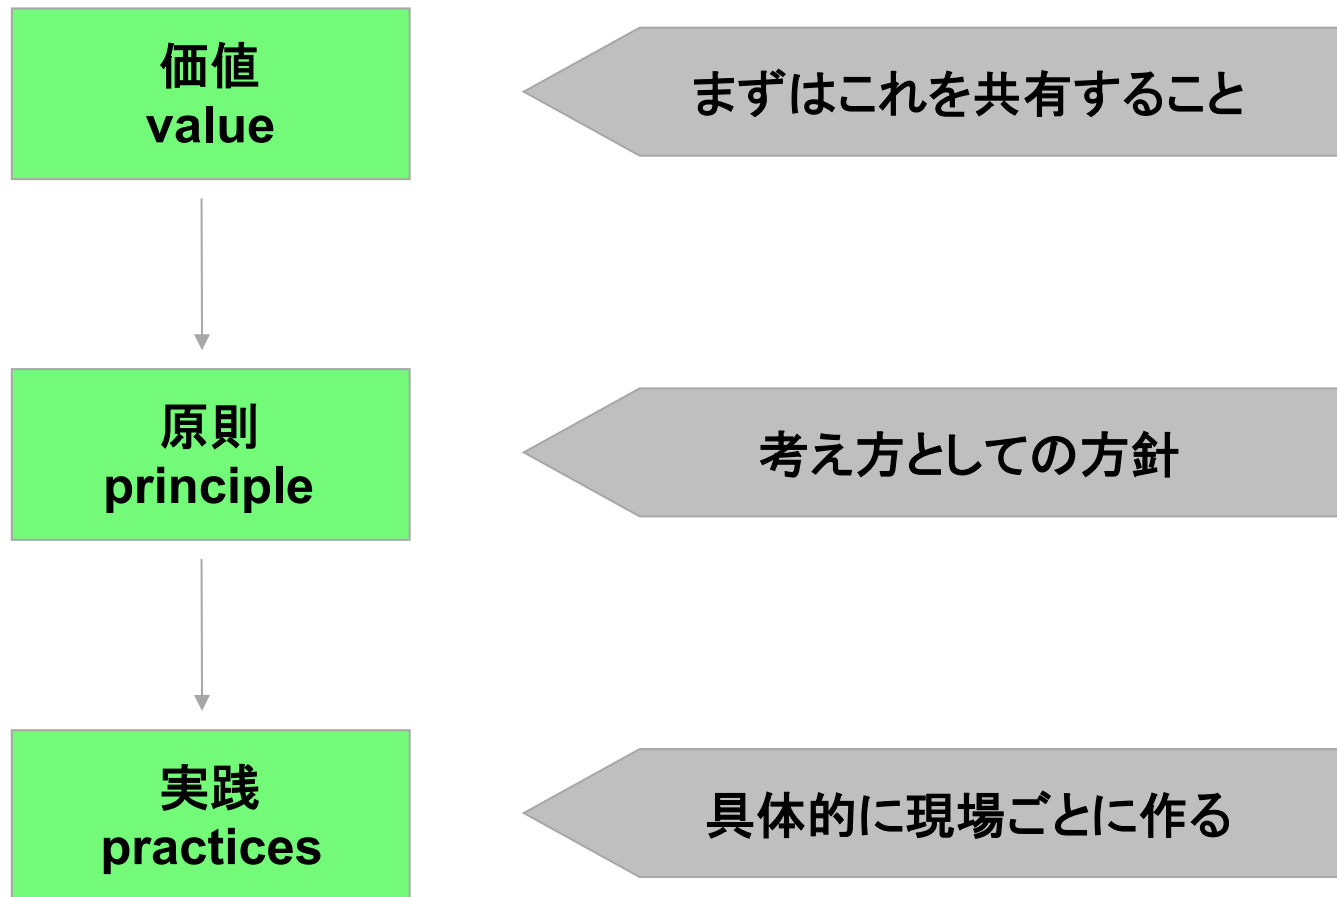 価値
value
まずはこれを共有すること
原則
principle
考え方としての方針
実践
practices
具体的に現場ごとに作る